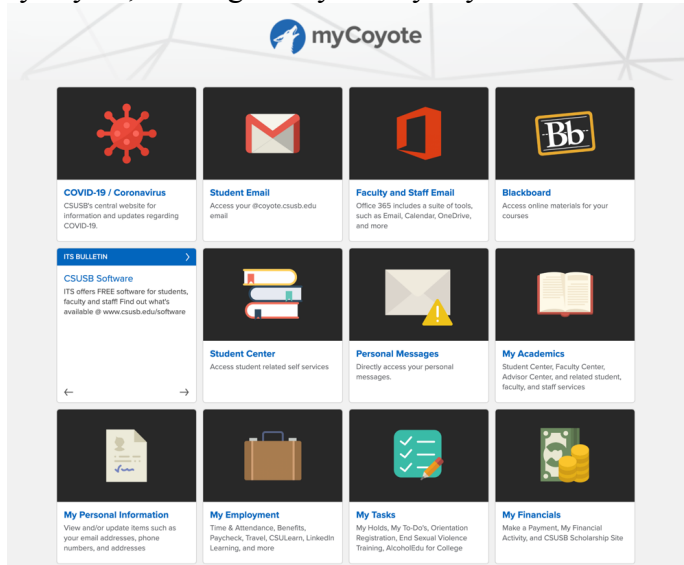 myCoyote
COVID-19 / Coronavirus
CSUSB's central website for
information and updates regarding
COVID-19.
Student Email
Access your @coyote.csusb.edu
email
Faculty and Staff Email
Office 365 includes a suite of tools,
such as Email, Calendar, OneDrive,
and more
Bb
Blackboard
Access online materials for your
courses
ITS BULLETIN
CSUSB Software
ITS offers FREE software for students,
faculty and staff! Find out what's
available @ www.csusb.edu/software
Student Center
Access student related self services
Personal Messages
Directly access your personal
messages.
My Academics
Student Center, Faculty Center,
Advisor Center, and related student,
faculty, and staff services
My Personal Information
View and/or update items such as
your email addresses, phone
numbers, and addresses
My Employment
Time & Attendance, Benefits,
Paycheck, Travel, CSULearn, LinkedIn
Learning, and more
My Tasks
My Holds, My To-Do's, Orientation
Registration, End Sexual Violence
Training, AlcoholEdu for College
My Financials
Make a Payment, My Financial
Activity, and CSUSB Scholarship Site